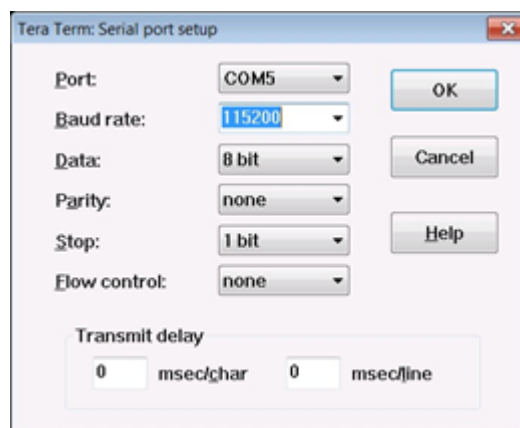 Tera Term: Serial port setup
Port: COM5
OK
Baud rate: 115200
Data: 8 bit
Cancel
Parity: none
Stop: 1 bit
Help
Flow control: none
Transmit delay
0 msec/char 0 msec/line